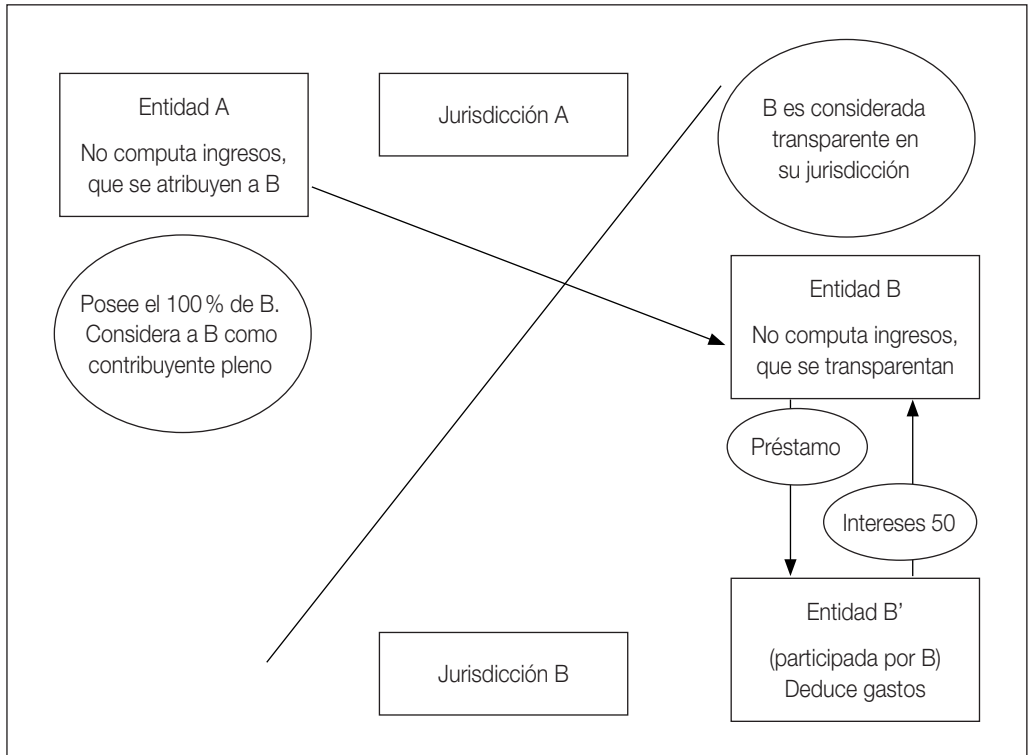 Entidad A
No computa ingresos,
que se atribuyen a B
Jurisdicción A
B es considerada
transparente en
su jurisdicción
Posee el 100 % de B.
Considera a B como
contribuyente pleno
Entidad B
No computa ingresos,
que se transparentan
Préstamo
Intereses 50
Entidad B’
(participada por B)
Deduce gastos
Jurisdicción B